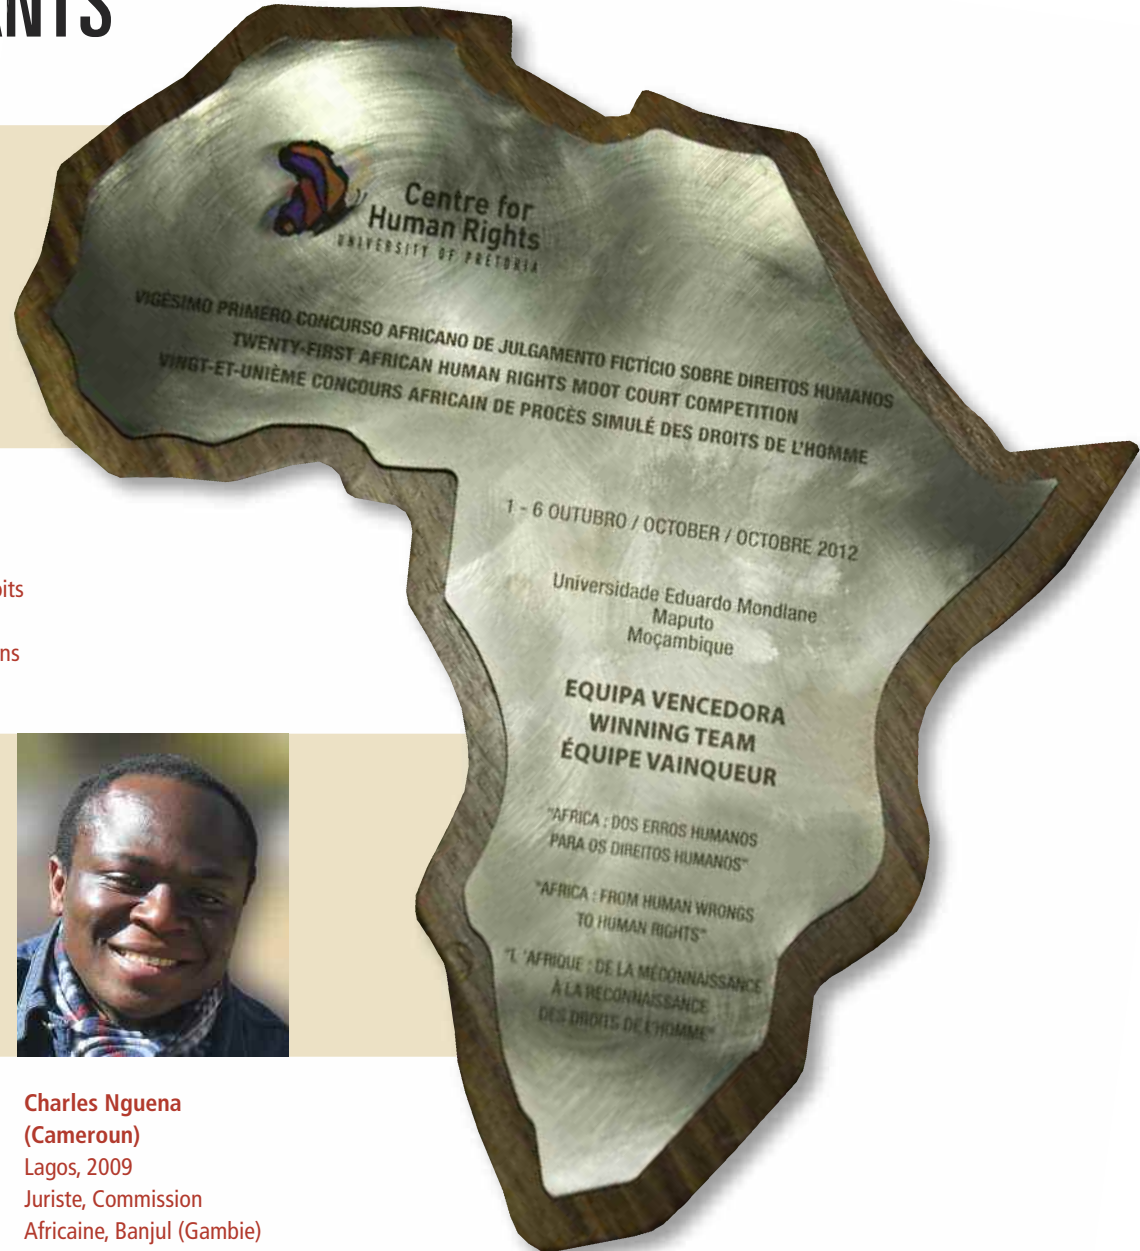 ANTS
Centre for
Human Rights
UNIVERSITY OF PRETORIA
VIGÉSIMO PRIMERO CONCURSO AFRICANO DE JULGAMENTO FICTÍCIO SOBRE DIREITOS HUMANOS
TWENTY-FIRST AFRICAN HUMAN RIGHTS MOOT COURT COMPETITION
VINGT-ET-UNIÈME CONCOURS AFRICAIN DE PROCÈS SIMULÉ DES DROITS DE L'HOMME
1 - 6 OUTUBRO / OCTOBER / OCTOBRE 2012
Universidade Eduardo Mondlane
Maputo
Moçambique
EQUIPA VENCEDORA
WINNING TEAM
ÉQUIPE VAINQUEUR
"AFRICA : DOS ERROS HUMANOS
PARA OS DIREITOS HUMANOS"
"AFRICA : FROM HUMAN WRONGS
TO HUMAN RIGHTS"
"L 'AFRIQUE : DE LA MÉCONNAISSANCE
À LA RECONNAISSANCE
DES DROITS DE L'HOMME"
oits
ns
Charles Nguena
(Cameroun)
Lagos, 2009
Juriste, Commission
Africaine, Banjul (Gambie)